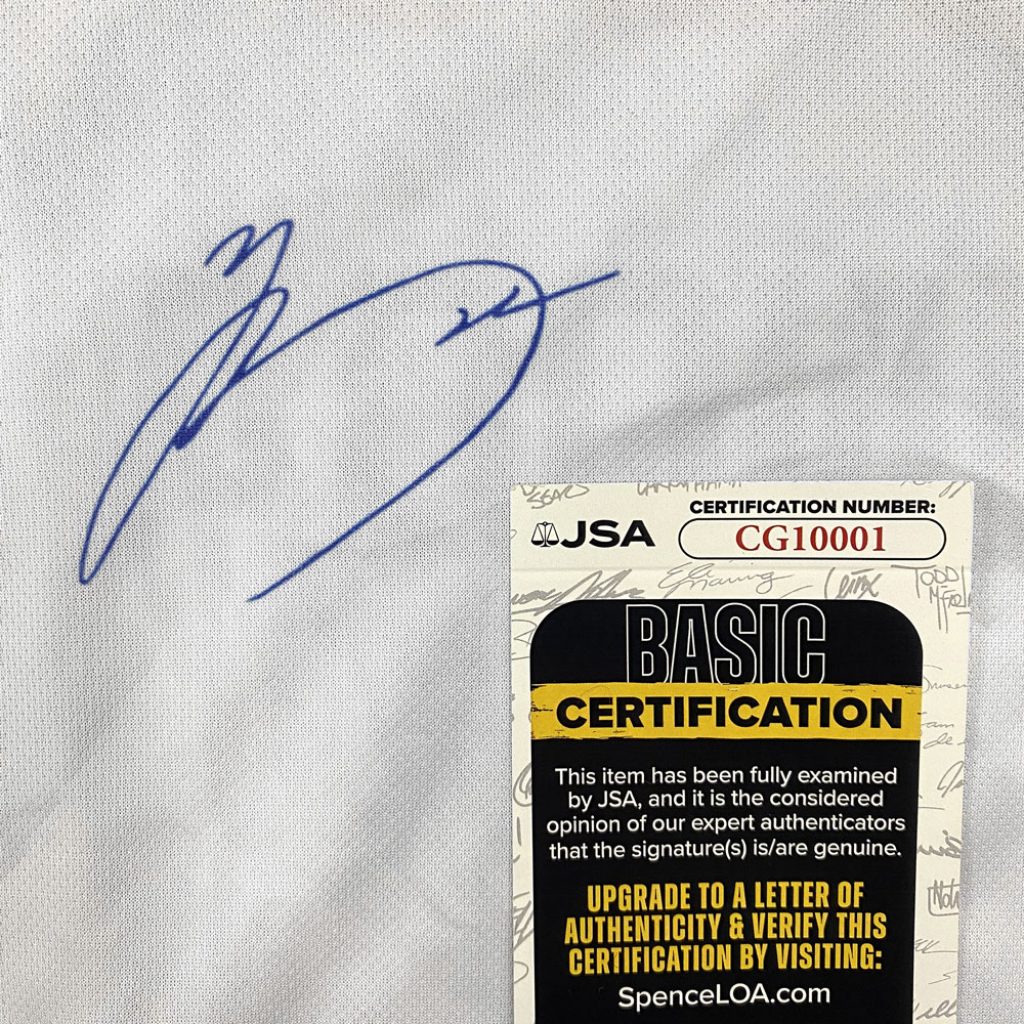 CERTIFICATION NUMBER:
JSA
CG10001
BASIC
CERTIFICATION
This item has been fully examined
by JSA, and it is the considered
opinion of our expert authenticators
that the signature(s) is/are genuine.
UPGRADE TO A LETTER OF
AUTHENTICITY & VERIFY THIS
CERTIFICATION BY VISITING:
SpenceLOA.com